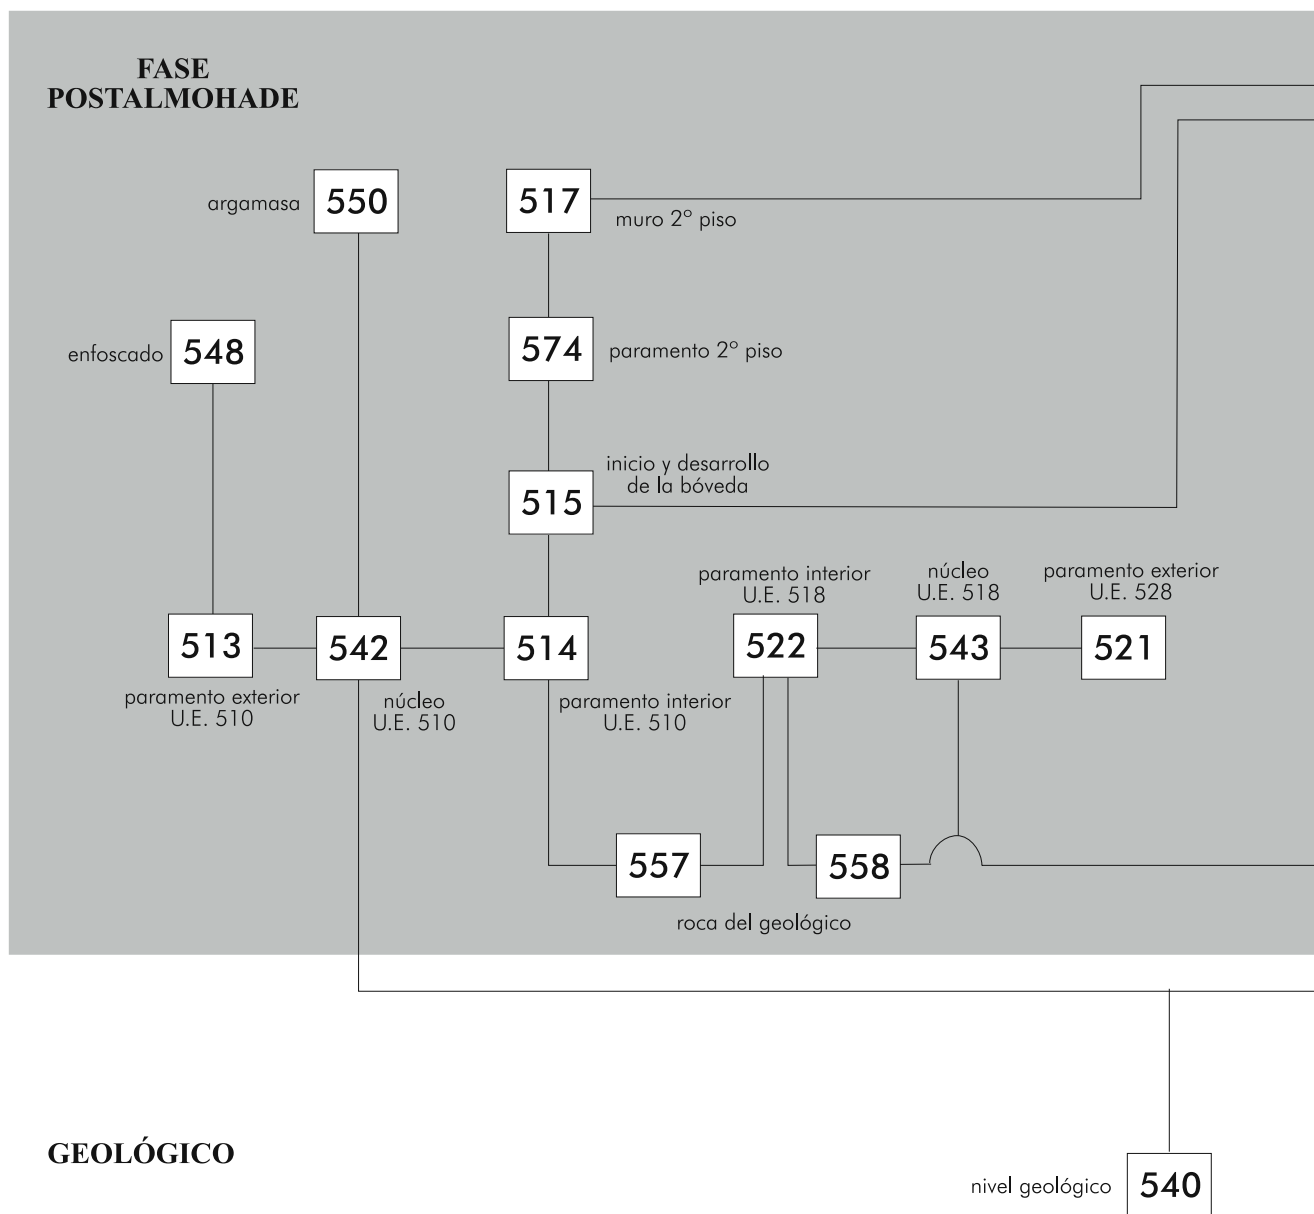 FASE
POSTALMOHADE
argamasa
550
517
muro 2º piso
enfoscado
548
574
paramento 2º piso
inicio y desarrollo
de la bóveda
515
paramento interior
U.E. 518
núcleo
U.E. 518
paramento exterior
U.E. 528
513
542
514
522
543
521
paramento exterior
U.E. 510
núcleo
U.E. 510
paramento interior
U.E. 510
557
558
roca del geológico
GEOLÓGICO
nivel geológico
540